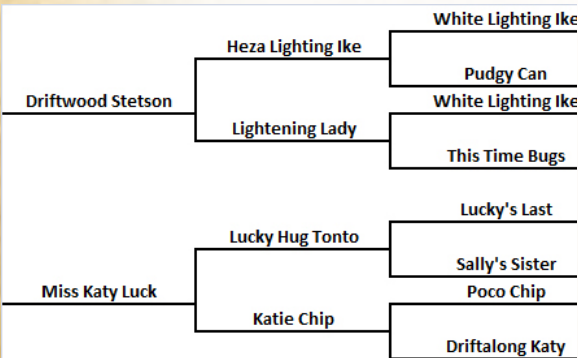 White Lighting Ike
Heza Lighting Ike
Pudgy Can
Driftwood Stetson
White Lighting Ike
Lightening Lady
This Time Bugs
Lucky's Last
Lucky Hug Tonto
Sally's Sister
Miss Katy Luck
Poco Chip
Katie Chip
Driftalong Katy